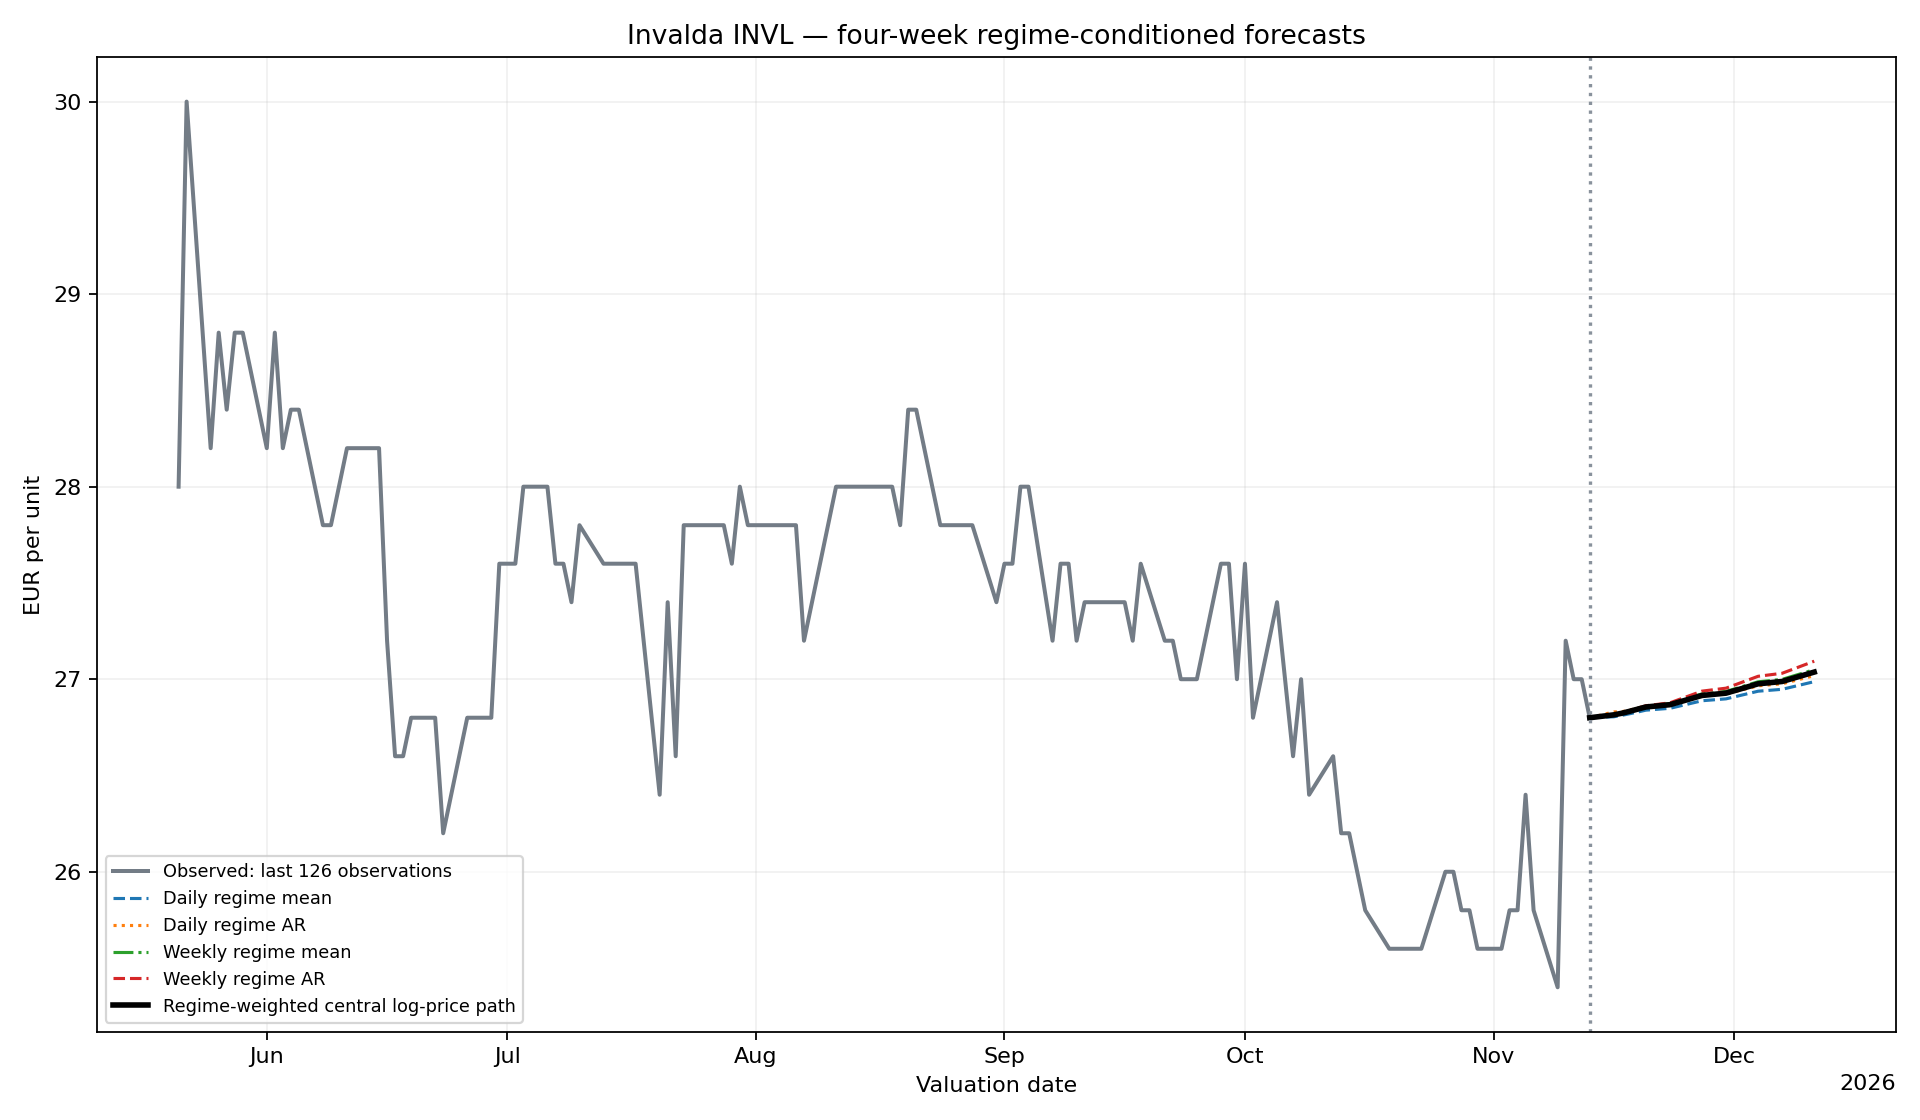 Invalda INVL — four-week regime-conditioned forecasts
EUR per unit
30
29
28
27
26
Observed: last 126 observations
Daily regime mean
Daily regime AR
Weekly regime mean
Weekly regime AR
Regime-weighted central log-price path
Jun
Jul
Aug
Sep
Oct
Nov
Dec
Valuation date
2026